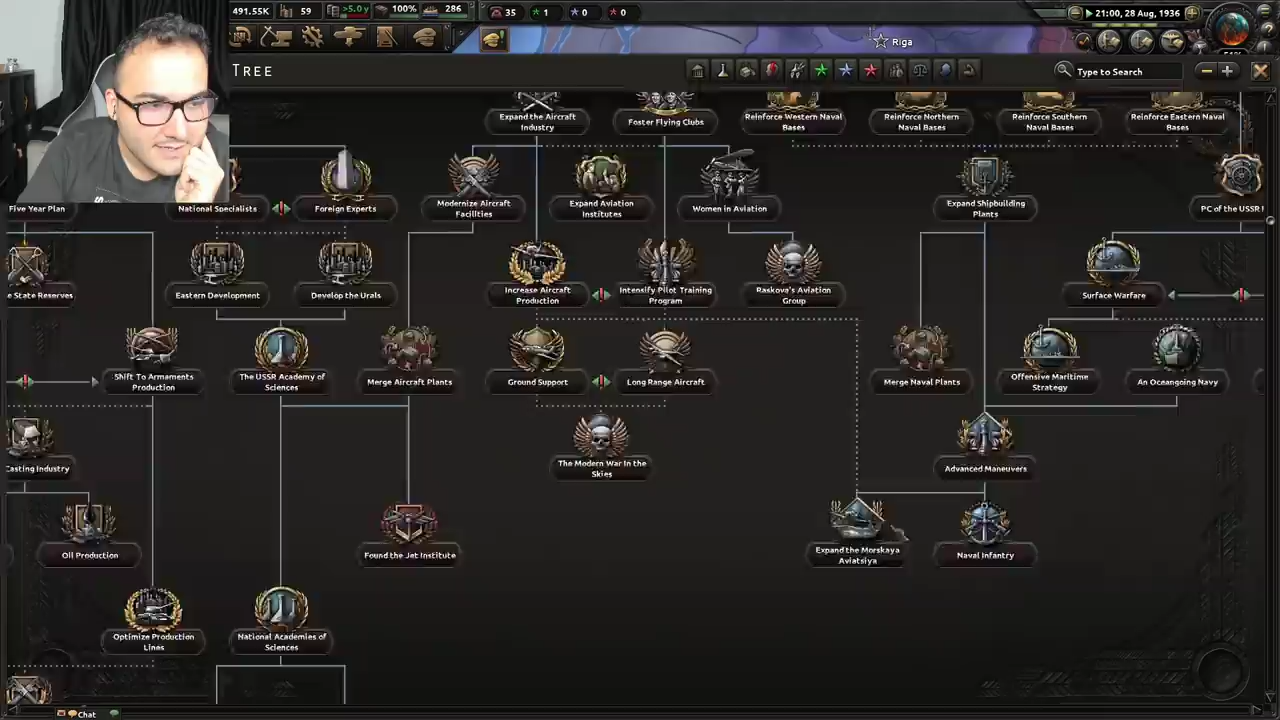 491.55K 59 >5.0 y 100% 286 35 1 0 0 21:00, 28 Aug, 1936
Riga
TREE
Type to Search
Expand the Aircraft
Industry
Foster Flying Clubs
Reinforce Western Naval
Bases
Reinforce Northern
Naval Bases
Reinforce Southern
Naval Bases
Reinforce Eastern Naval
Bases
Five Year Plan
National Specialists
Foreign Experts
Modernize Aircraft
Facilities
Expand Aviation
Institutes
Women in Aviation
Expand Shipbuilding
Plants
PC of the USSR
e State Reserves
Eastern Development
Develop the Urals
Increase Aircraft
Production
Intensify Pilot Training
Program
Raskova's Aviation
Group
Surface Warfare
Shift To Armaments
Production
The USSR Academy of
Sciences
Merge Aircraft Plants
Ground Support
Long Range Aircraft
Merge Naval Plants
Offensive Maritime
Strategy
An Oceangoing Navy
Casting Industry
The Modern War In the
Skies
Advanced Maneuvers
Oil Production
Found the Jet Institute
Expand the Morskaya
Aviatsiya
Naval Infantry
Optimize Production
Lines
National Academies of
Sciences
Chat